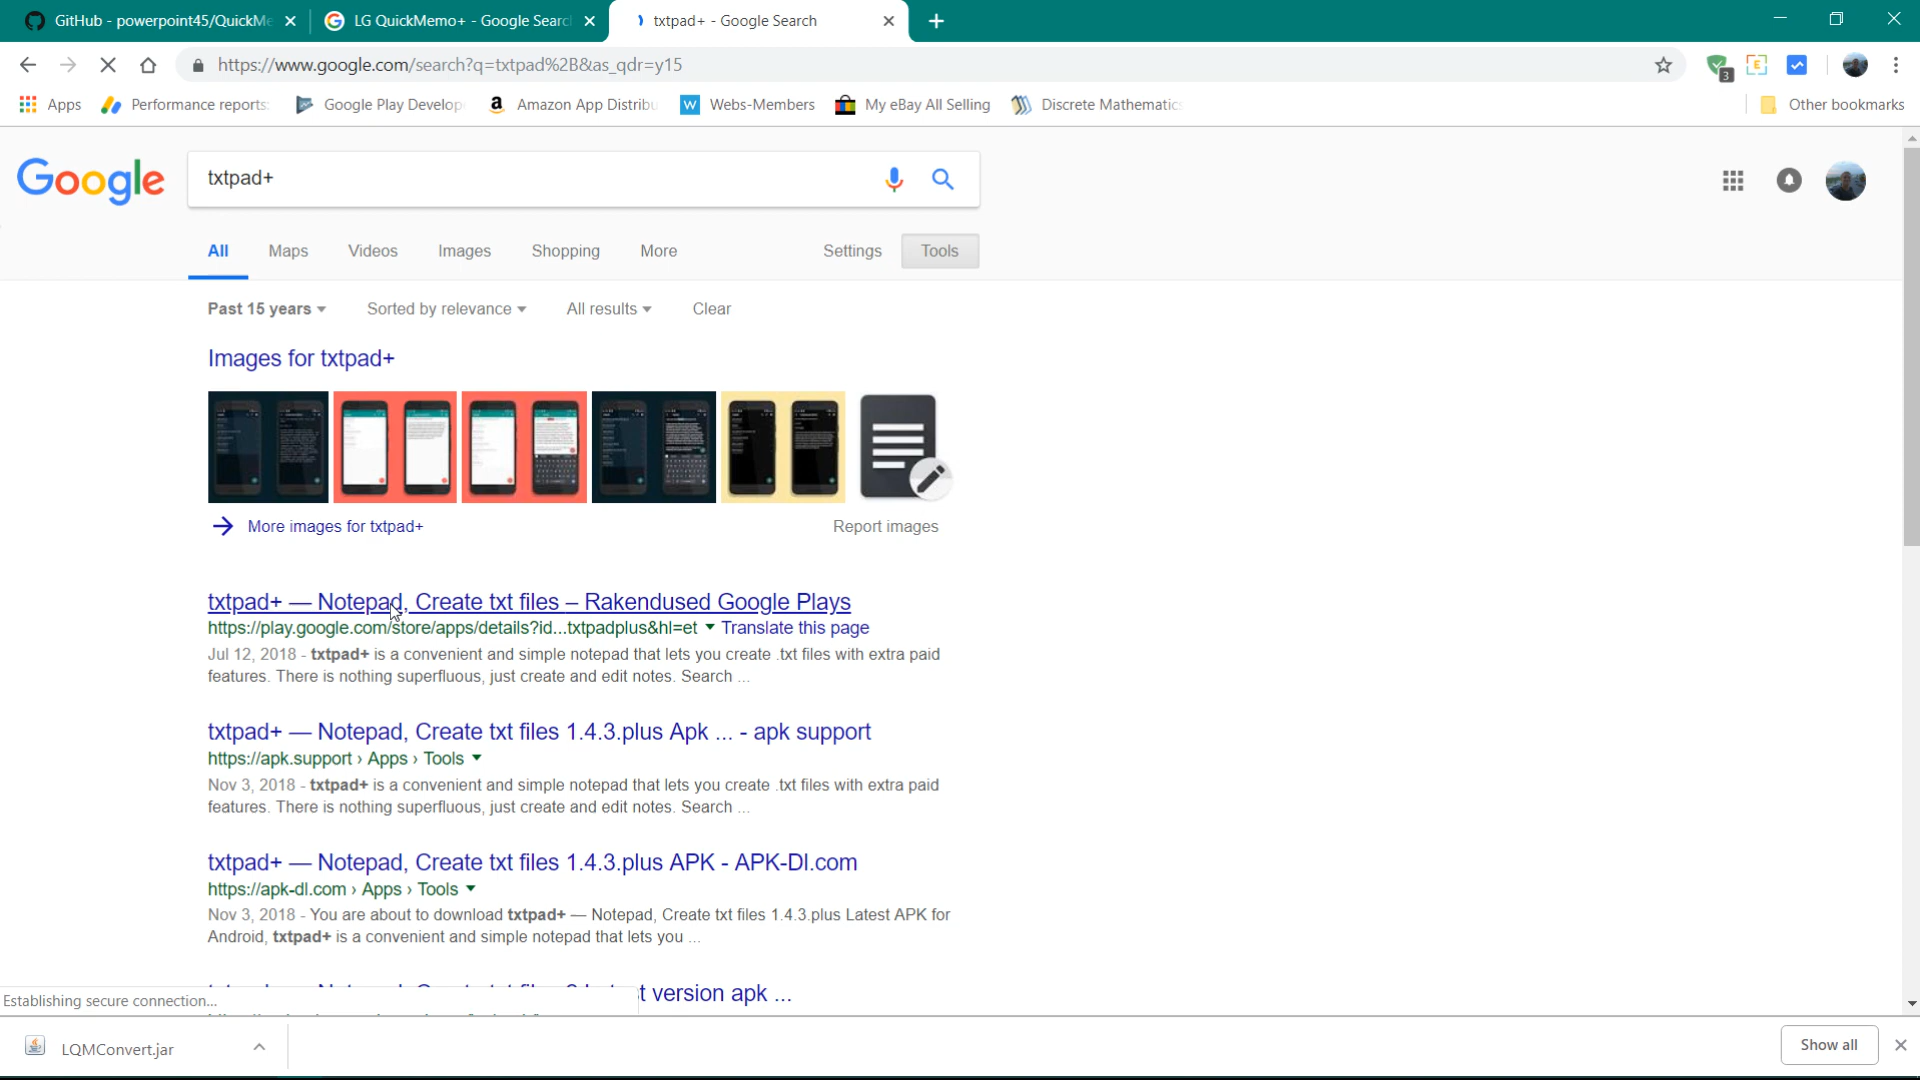 GitHub - powerpoint45/QuickMe
LG QuickMemo+ - Google Searc
txtpad+ - Google Search
https://www.google.com/search?q=txtpad%2B&as_qdr=y15
3
E
Apps
Performance reports:
Google Play Develop
a
Amazon App Distribu
W
Webs-Members
My eBay All Selling
Discrete Mathematic
Other bookmarks
Google
txtpad+
All
Maps
Videos
Images
Shopping
More
Settings
Tools
Past 15 years
Sorted by relevance
All results
Clear
Images for txtpad+
More images for txtpad+
Report images
txtpad+ — Notepad, Create txt files – Rakendused Google Plays
https://play.google.com/store/apps/details?id...txtpadplus&hl=et
Translate this page
Jul 12, 2018 - txtpad+ is a convenient and simple notepad that lets you create .txt files with extra paid
features. There is nothing superfluous, just create and edit notes. Search ...
txtpad+ — Notepad, Create txt files 1.4.3.plus Apk ... - apk support
https://apk.support › Apps › Tools
Nov 3, 2018 - txtpad+ is a convenient and simple notepad that lets you create .txt files with extra paid
features. There is nothing superfluous, just create and edit notes. Search ...
txtpad+ — Notepad, Create txt files 1.4.3.plus APK - APK-Dl.com
https://apk-dl.com › Apps › Tools
Nov 3, 2018 - You are about to download txtpad+ — Notepad, Create txt files 1.4.3.plus Latest APK for
Android, txtpad+ is a convenient and simple notepad that lets you ...
t version apk ...
Establishing secure connection...
LQMConvert.jar
Show all